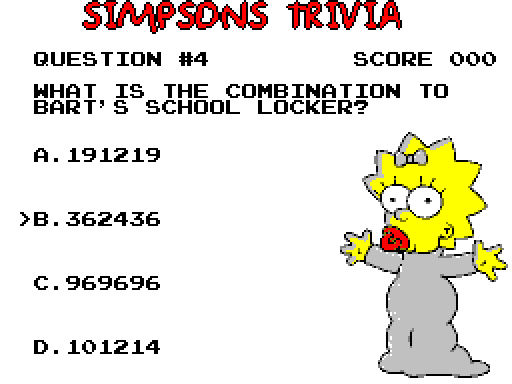 SIMPSONS TRIVIA
QUESTION #4 SCORE 000
WHAT IS THE COMBINATION TO
BART'S SCHOOL LOCKER?
A.191219
>B.362436
C.969696
D.101214